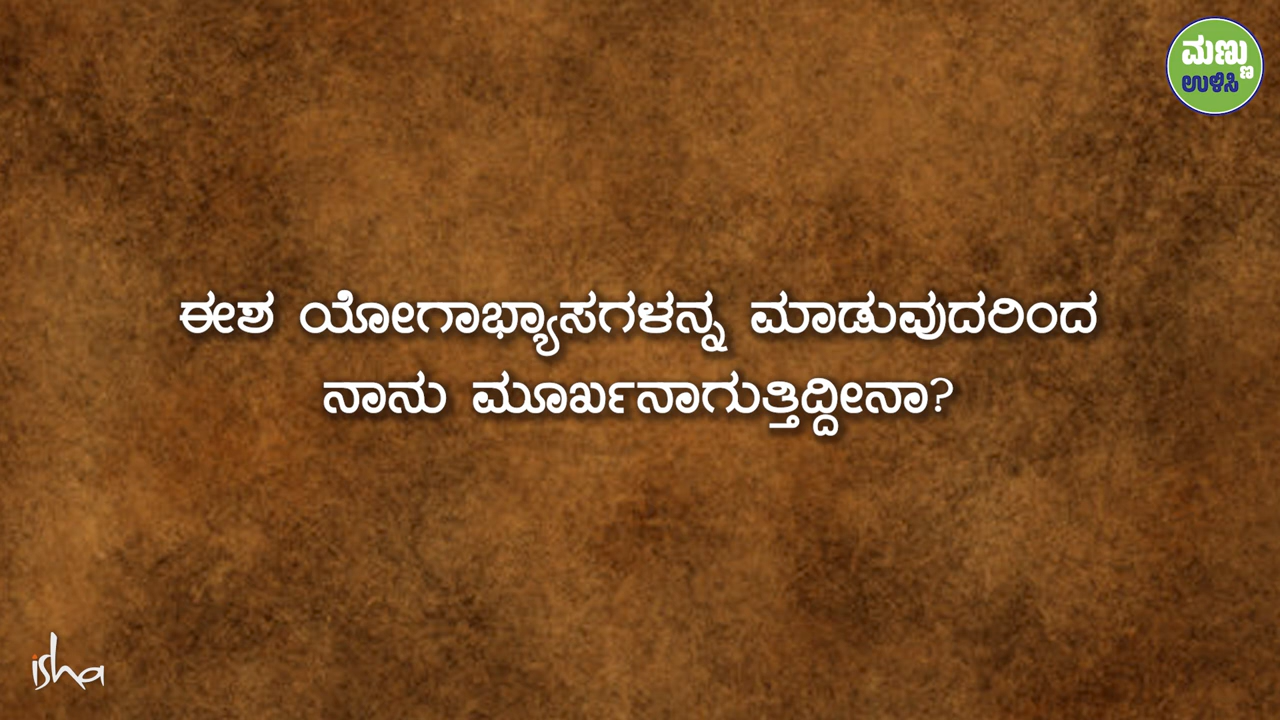 ಮಣ್ಣು
ಉಳಿಸಿ
ಈಶ ಯೋಗಾಭ್ಯಾಸಗಳನ್ನ ಮಾಡುವುದರಿಂದ
ನಾನು ಮೂರ್ಖನಾಗುತ್ತಿದ್ದೀನಾ?
isha